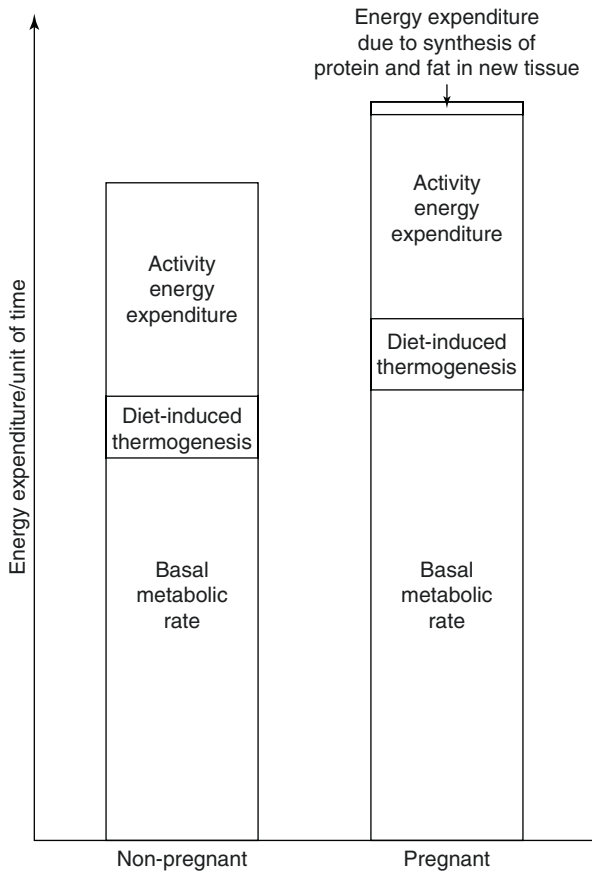 Energy expenditure
due to synthesis of
protein and fat in new tissue
Energy expenditure/unit of time
Activity
energy
expenditure
Diet-induced
thermogenesis
Basal
metabolic
rate
Activity
energy
expenditure
Diet-induced
thermogenesis
Basal
metabolic
rate
Non-pregnant
Pregnant